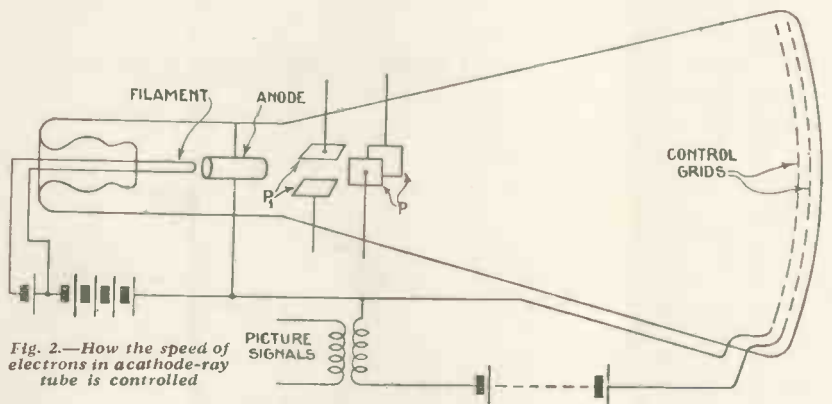 FILAMENT
ANODE
P1
P
CONTROL
GRIDS
PICTURE
SIGNALS
Fig. 2.—How the speed of
electrons in acathode-ray
tube is controlled